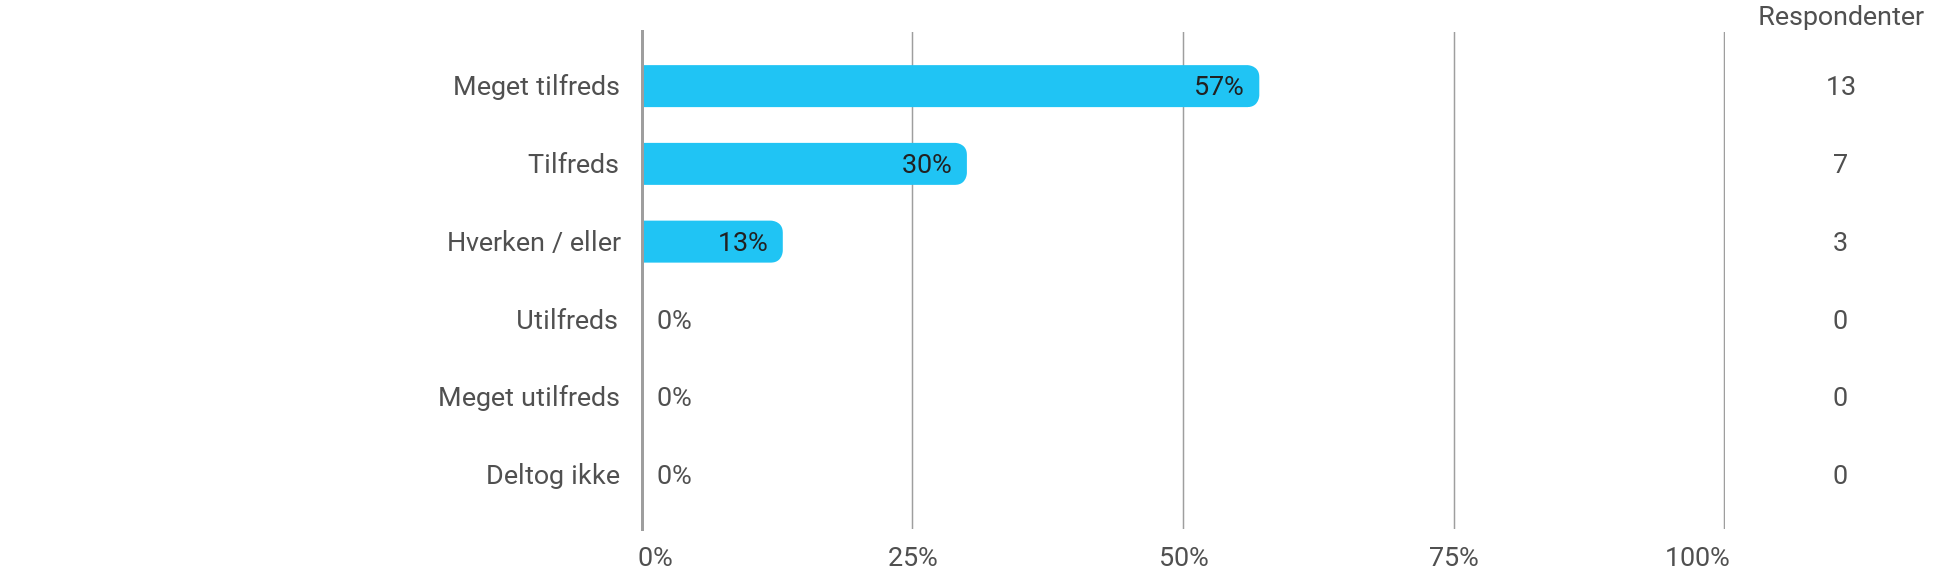 Respondenter
Meget tilfreds 57% 13
Tilfreds 30% 7
Hverken / eller 13% 3
Utilfreds 0% 0
Meget utilfreds 0% 0
Deltog ikke 0% 0
0% 25% 50% 75% 100%